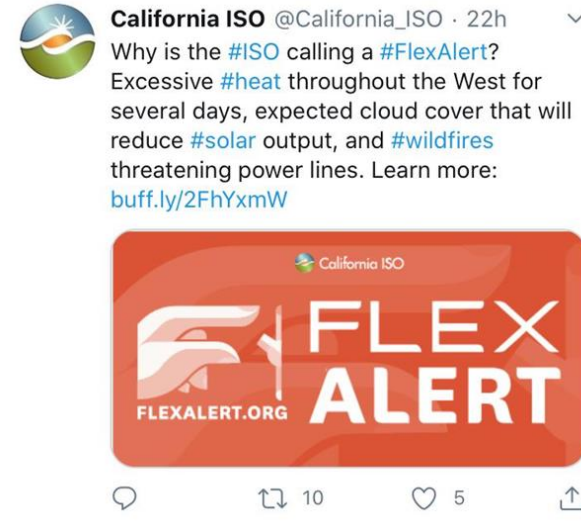 California ISO @California_ISO · 22h
Why is the #ISO calling a #FlexAlert?
Excessive #heat throughout the West for
several days, expected cloud cover that will
reduce #solar output, and #wildfires
threatening power lines. Learn more:
buff.ly/2FhYxmW
California ISO
FLEX
ALERT
FLEXALERT.ORG
10
5